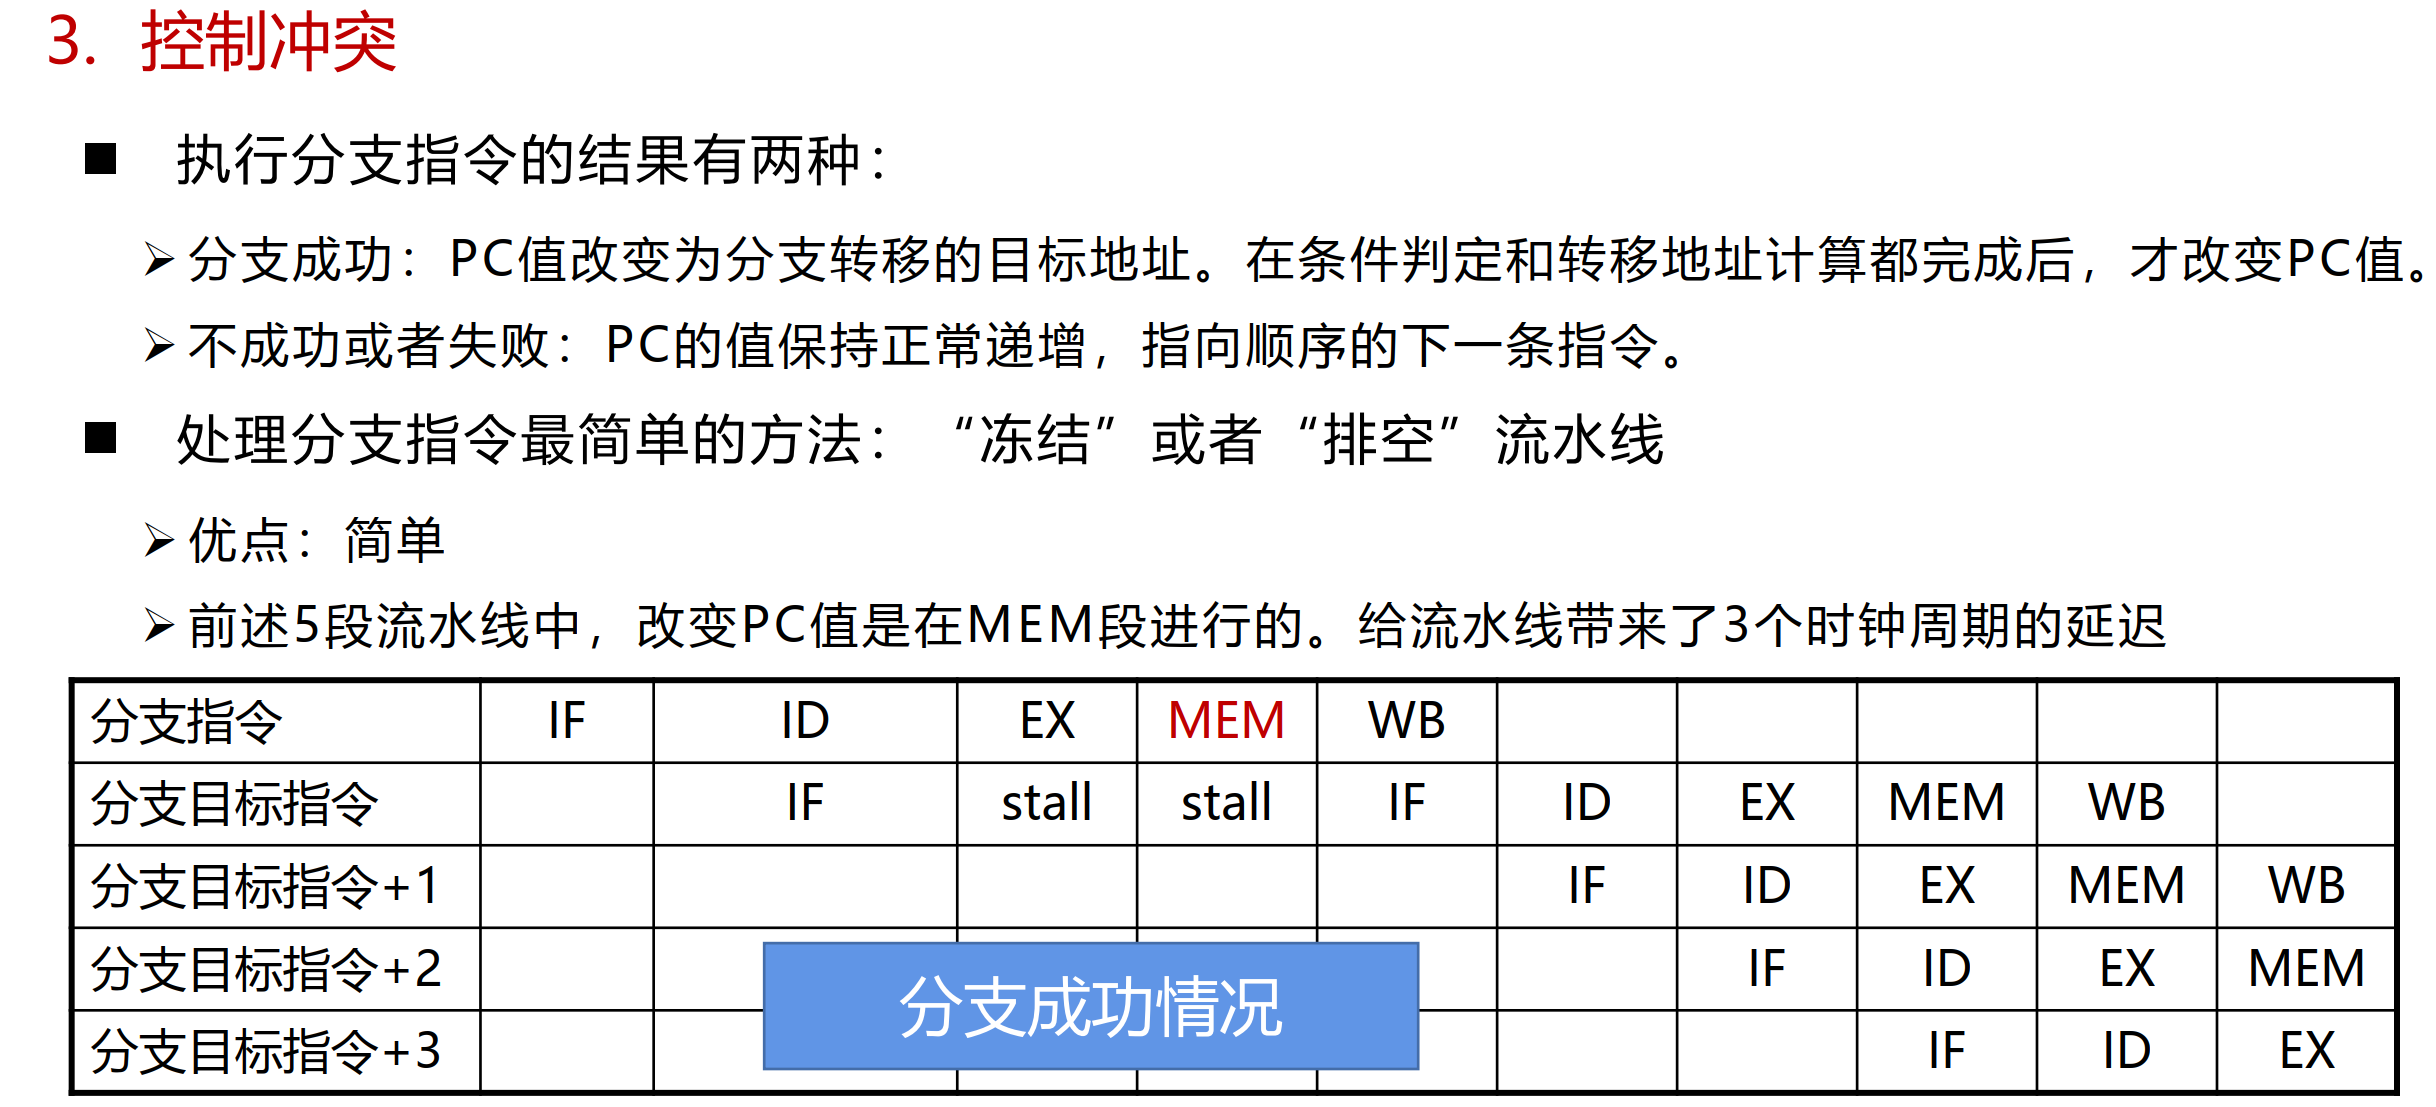 3. 控制冲突
■ 执行分支指令的结果有两种：
➢ 分支成功：PC值改变为分支转移的目标地址。在条件判定和转移地址计算都完成后，才改变PC值。
➢ 不成功或者失败：PC的值保持正常递增，指向顺序的下一条指令。
■ 处理分支指令最简单的方法：“冻结”或者“排空”流水线
➢ 优点：简单
➢ 前述5段流水线中，改变PC值是在MEM段进行的。给流水线带来了3个时钟周期的延迟
分支指令 IF ID EX MEM WB
分支目标指令 IF stall stall IF ID EX MEM WB
分支目标指令+1 IF ID EX MEM WB
分支目标指令+2 IF ID EX MEM
分支成功情况
分支目标指令+3 IF ID EX